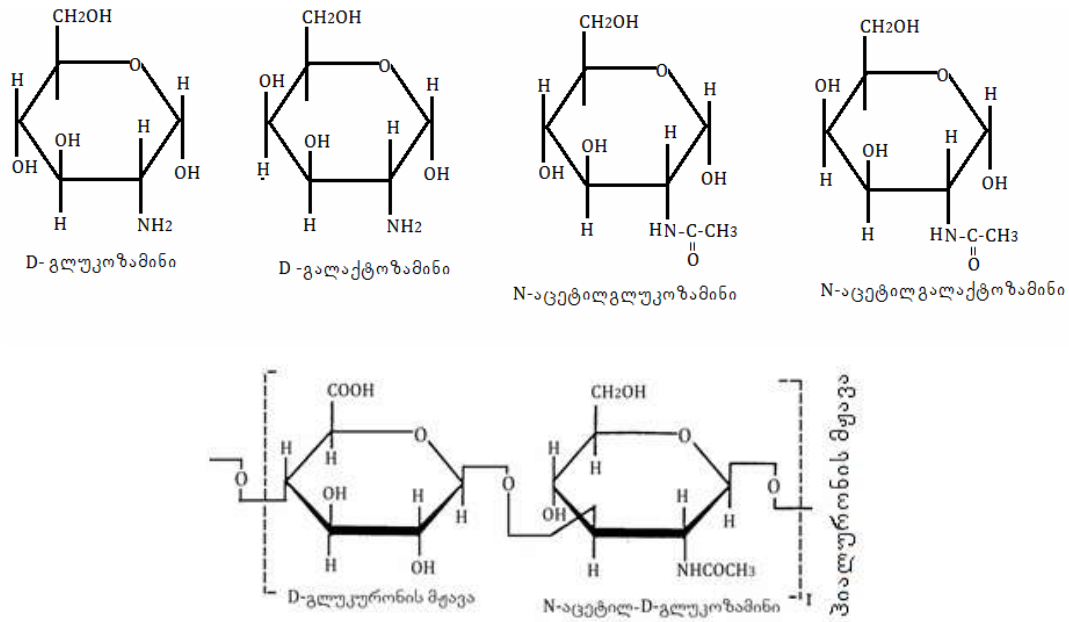 CH2OH
H
O
H
OH
OH
H
OH
H
NH2
D- გლუკოზამინი
CH2OH
OH
O
H
H
OH
H
OH
H
NH2
D -გალაქტოზამინი
CH2OH
H
O
H
OH
OH
H
OH
H
HN-C-CH3
O
N-აცეტილგლუკოზამინი
CH2OH
OH
O
H
H
OH
H
OH
H
HN-C-CH3
O
N-აცეტილგალაქტოზამინი
O
COOH
H
H
O
OH
H
H
H
OH
D-გლუკურონის მჟავა
O
CH2OH
H
H
O
OH
H
H
H
NHCOCH3
N-აცეტილ-D-გლუკოზამინი
O
ჰიალურონის მჟავა